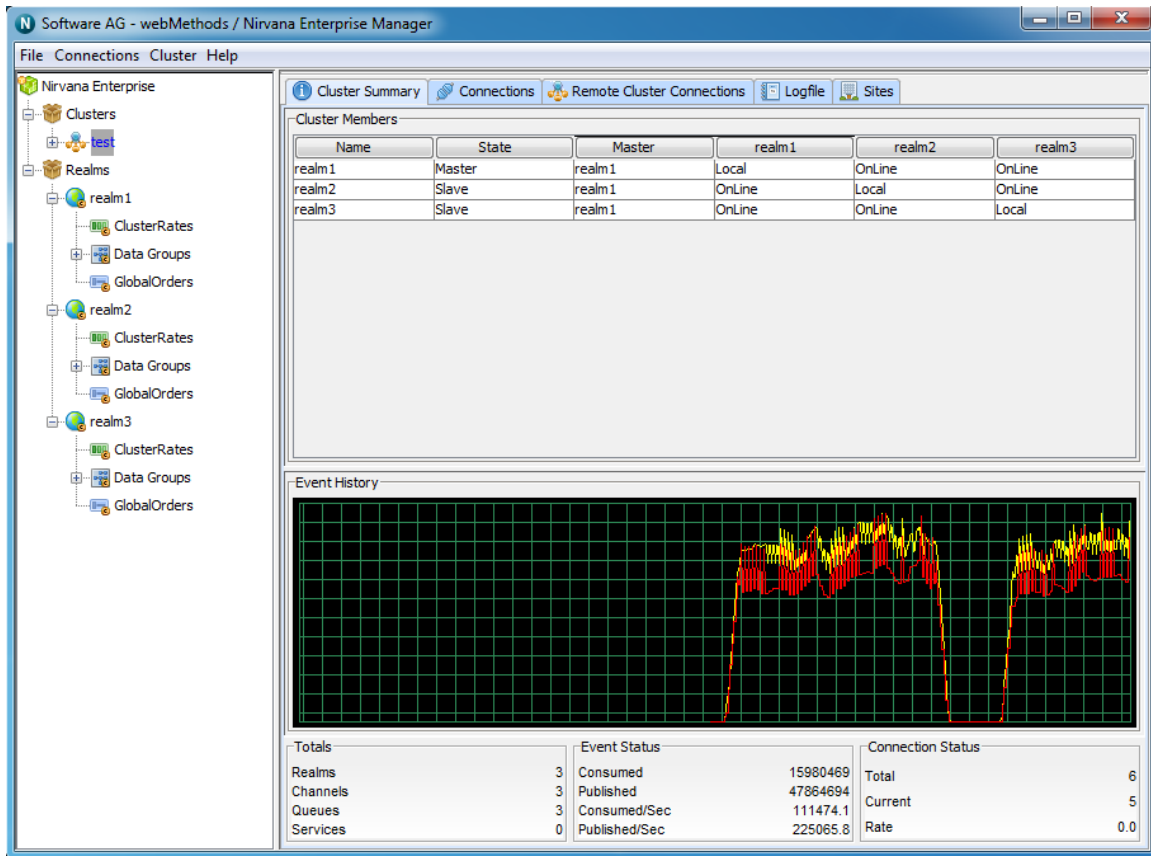 Software AG - webMethods / Nirvana Enterprise Manager
File Connections Cluster Help
Nirvana Enterprise
Clusters
test
Realms
realm1
ClusterRates
Data Groups
GlobalOrders
realm2
ClusterRates
Data Groups
GlobalOrders
realm3
ClusterRates
Data Groups
GlobalOrders
Cluster Summary Connections Remote Cluster Connections Logfile Sites
Cluster Members
Name State Master realm1 realm2 realm3
realm1 Master realm1 Local OnLine OnLine
realm2 Slave realm1 OnLine Local OnLine
realm3 Slave realm1 OnLine OnLine Local
Event History
Totals
Realms 3
Channels 3
Queues 3
Services 0
Event Status
Consumed 15980469
Published 47864694
Consumed/Sec 111474.1
Published/Sec 225065.8
Connection Status
Total 6
Current 5
Rate 0.0